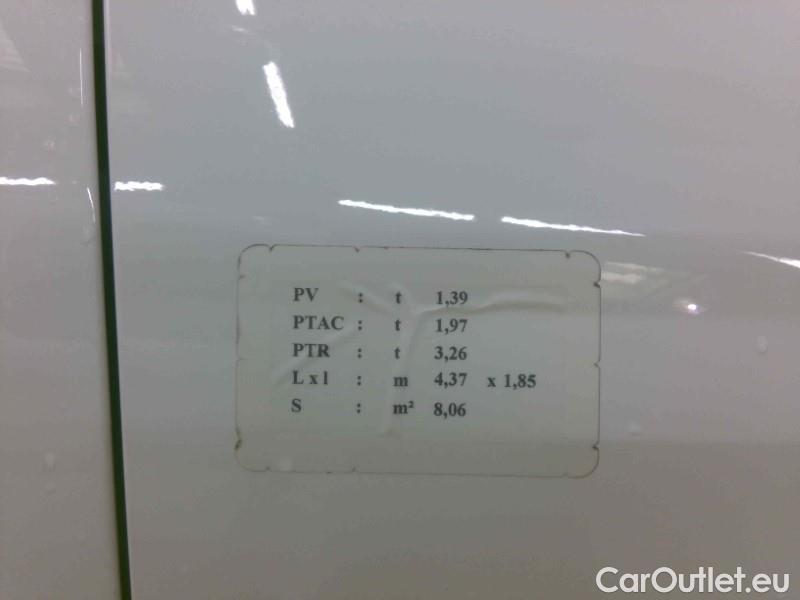 PV : t 1,39
PTAC : t 1,97
PTR : t 3,26
L x l : m 4,37 x 1,85
S : m² 8,06
CarOutlet.eu